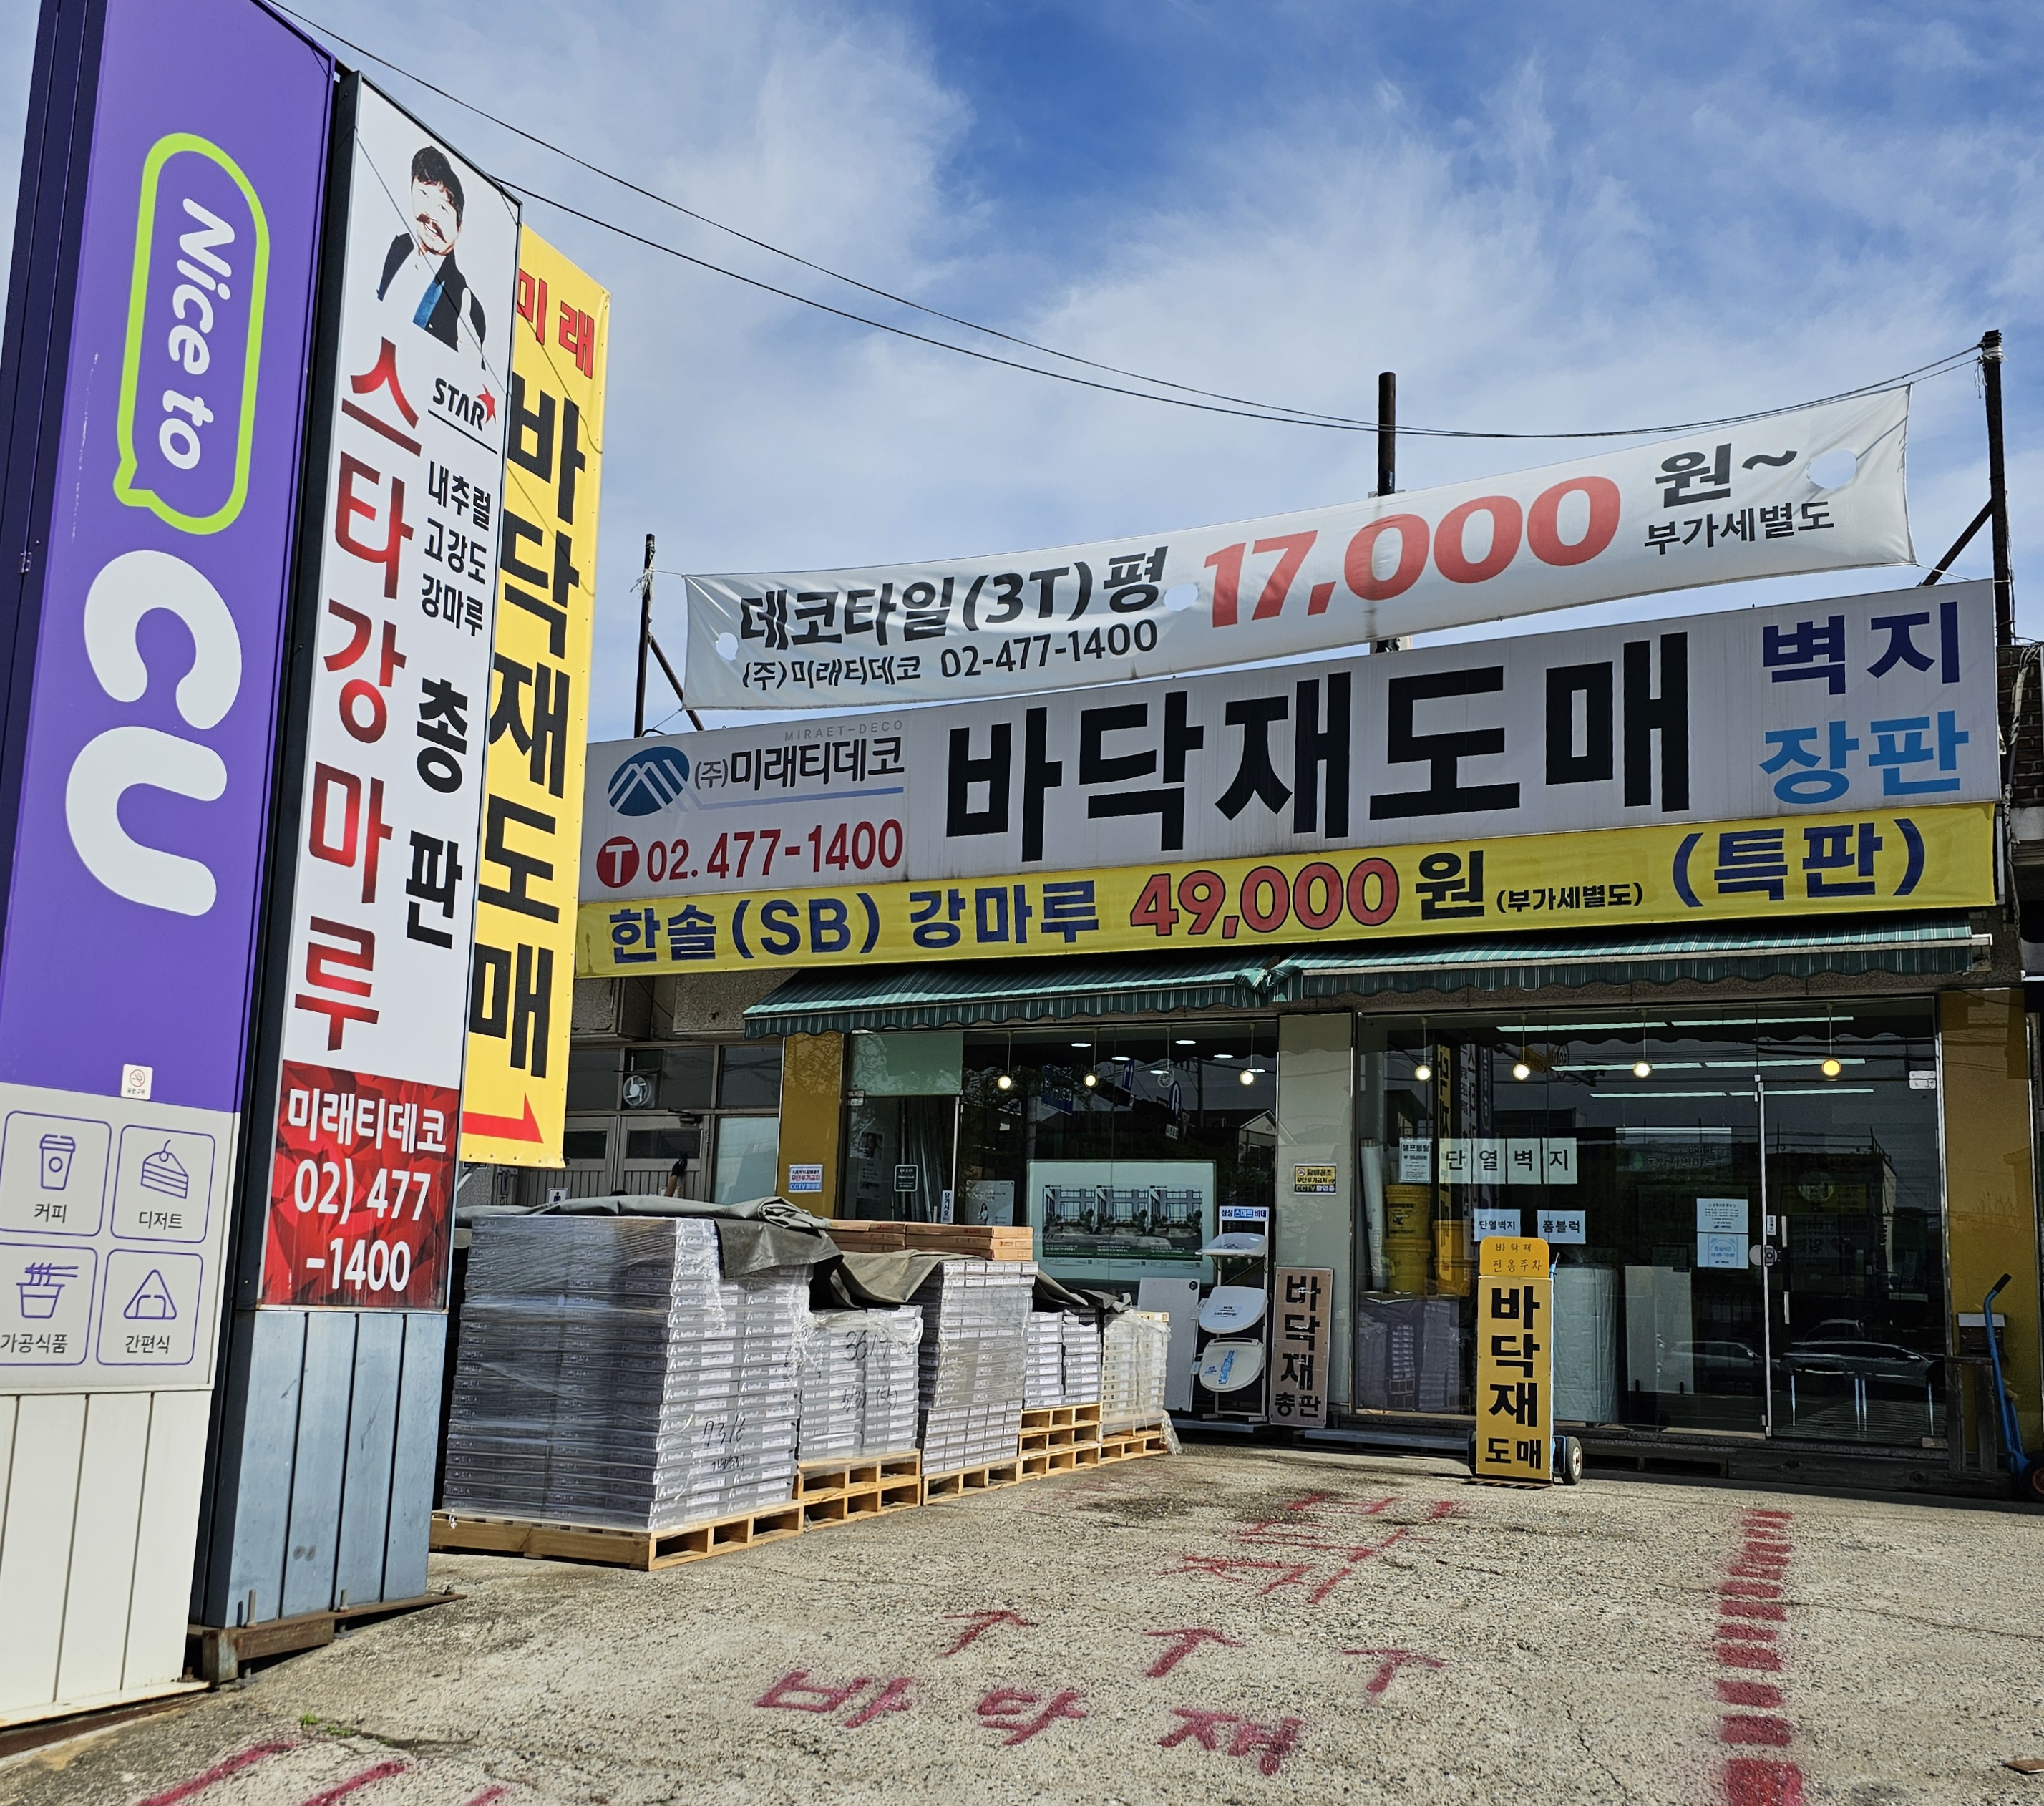 Nice to
CU
커피
디저트
가공식품
간편식
STAR
스타강마루
내추럴
고강도
강마루
총판
미래티데코
02) 477
-1400
미래
바닥재도매
데코타일(3T)평 17,000 원~
부가세별도
(주)미래티데코 02-477-1400
MIRAET-DECO
(주)미래티데코
T 02. 477-1400
바닥재도매
벽지
장판
한솔(SB) 강마루 49,000원(부가세별도) (특판)
단열벽지
단열벽지
폼블럭
바닥재
총판
바닥재
전용주차
바닥재
도매
바닥재
바닥재